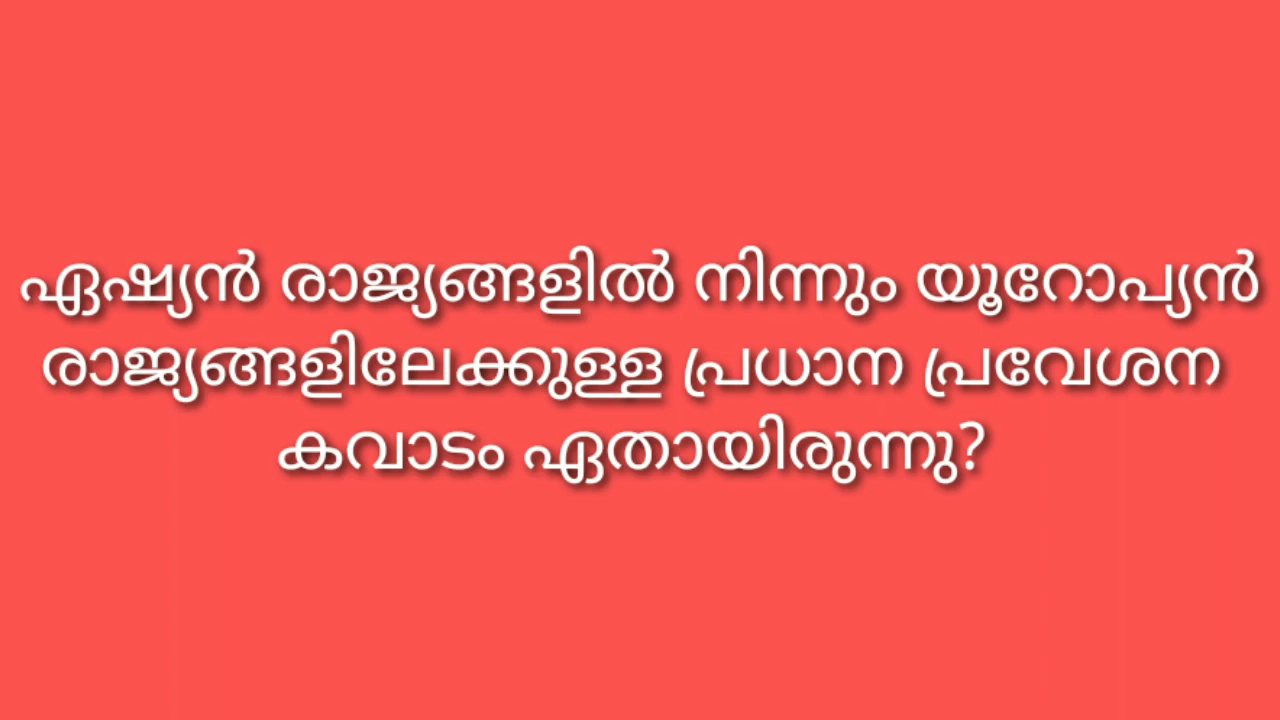 ഏഷ്യൻ രാജ്യങ്ങളിൽ നിന്നും യൂറോപ്യൻ
രാജ്യങ്ങളിലേക്കുള്ള പ്രധാന പ്രവേശന
കവാടം ഏതായിരുന്നു?